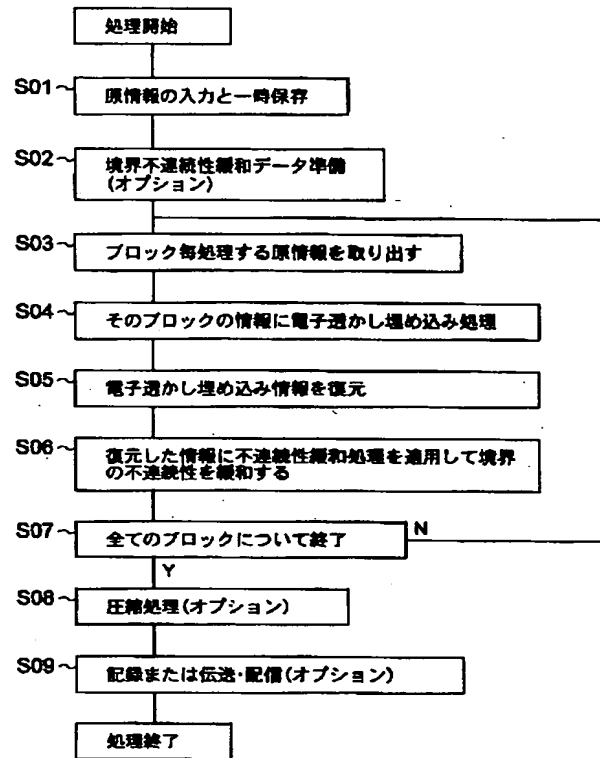 処理開始
S01
原情報の入力と一時保存
S02
境界不連続性緩和データ準備
(オプション)
S03
ブロック毎処理する原情報を取り出す
S04
そのブロックの情報に電子透かし埋め込み処理
S05
電子透かし埋め込み情報を復元
S06
復元した情報に不連続性緩和処理を適用して境界
の不連続性を緩和する
S07
全てのブロックについて終了
N
Y
S08
圧縮処理(オプション)
S09
記録または伝送・配信(オプション)
処理終了